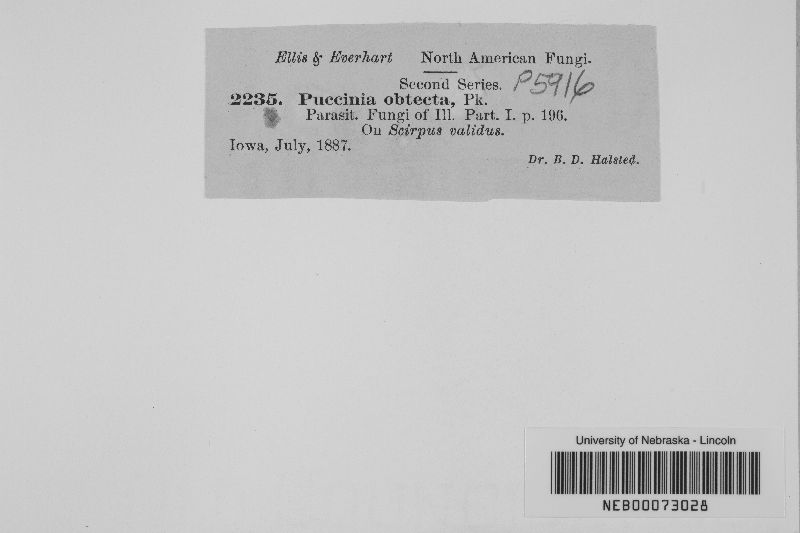 Ellis & Everhart North American Fungi.
Second Series. P5916
2235. Puccinia obtecta, Pk.
Parasit. Fungi of Ill. Part. I. p. 196.
On Scirpus validus.
Iowa, July, 1887.
Dr. B. D. Halsted.
University of Nebraska - Lincoln
NEB00073028